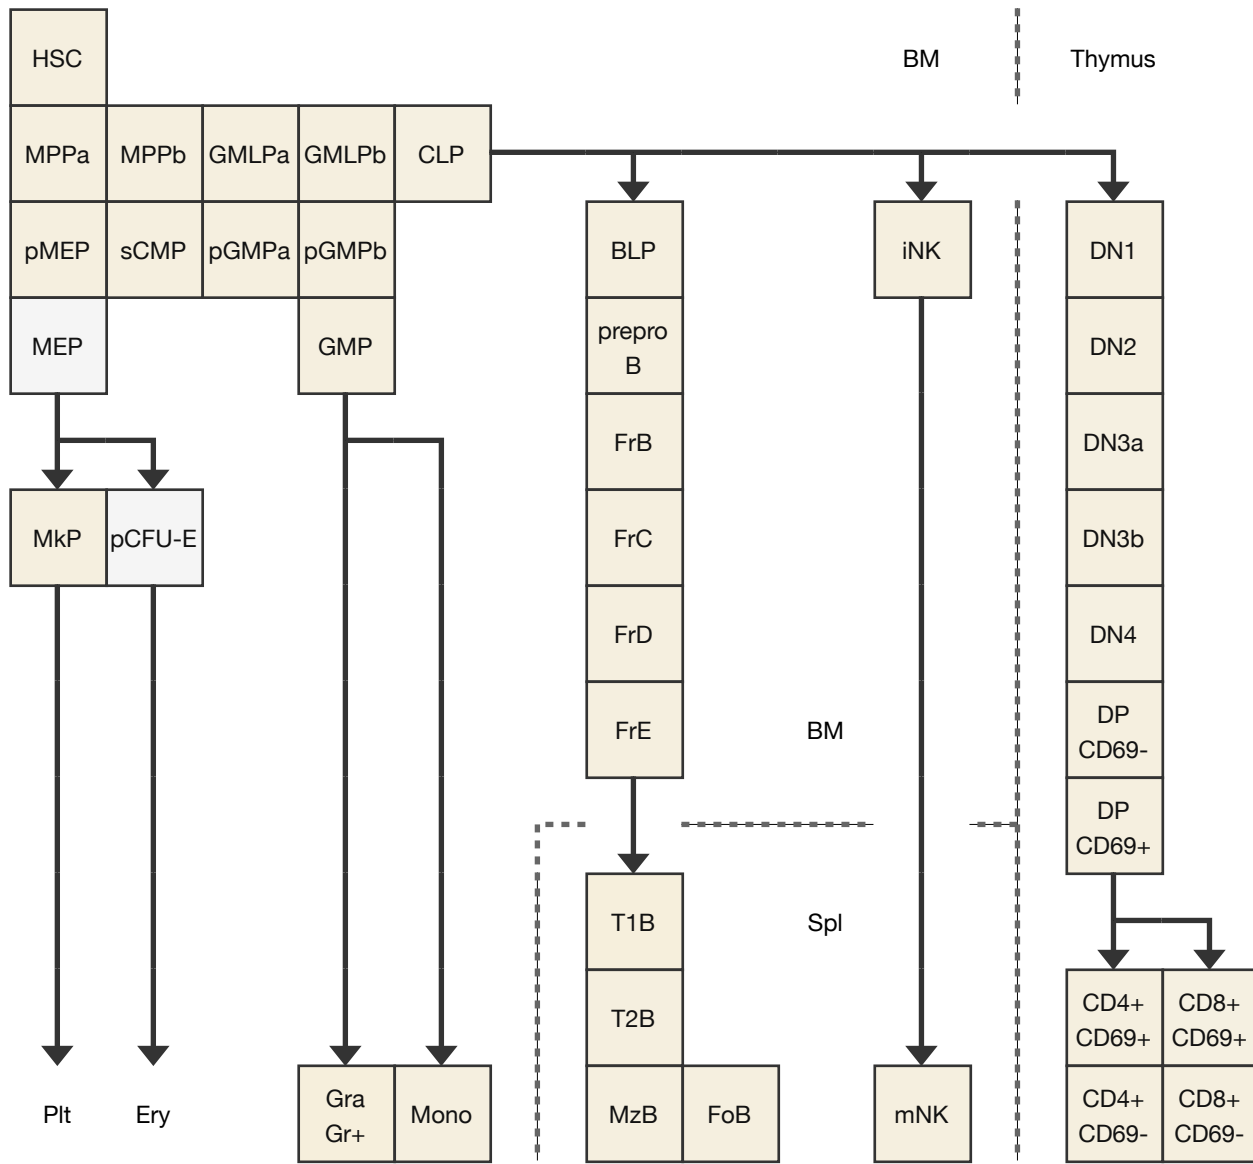 HSC
BM
Thymus
MPPa
MPPb
GMLPa
GMLPb
CLP
pMEP
sCMP
pGMPa
pGMPb
BLP
iNK
DN1
MEP
GMP
prepro
B
DN2
FrB
DN3a
MkP
pCFU-E
FrC
DN3b
FrD
DN4
FrE
BM
DP
CD69-
DP
CD69+
T1B
Spl
T2B
CD4+
CD69+
CD8+
CD69+
Plt
Ery
Gra
Gr+
Mono
MzB
FoB
mNK
CD4+
CD69-
CD8+
CD69-